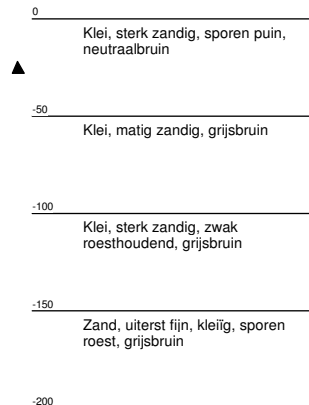 0
Klei, sterk zandig, sporen puin,
neutraalbruin
-50
Klei, matig zandig, grijsbruin
-100
Klei, sterk zandig, zwak
roesthoudend, grijsbruin
-150
Zand, uiterst fijn, kleiïg, sporen
roest, grijsbruin
-200